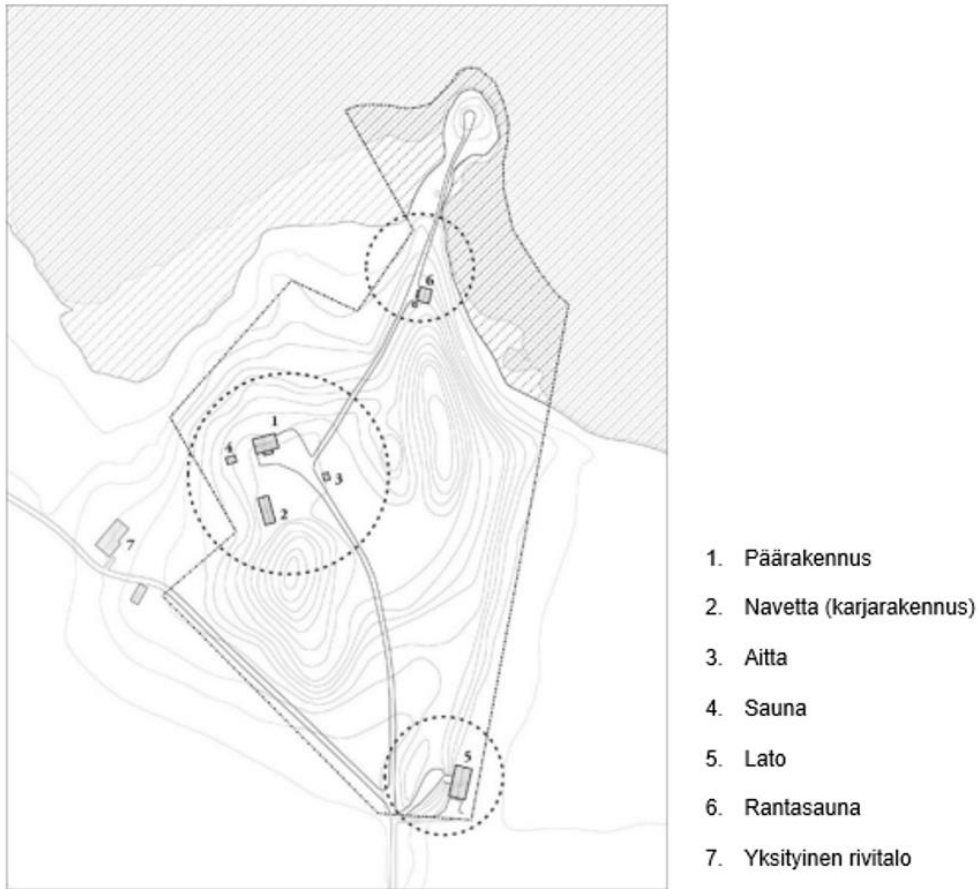 6
1
4
3
2
7
5
1. Päärakennus
2. Navetta (karjarakennus)
3. Aitta
4. Sauna
5. Lato
6. Rantasauna
7. Yksityinen rivitalo